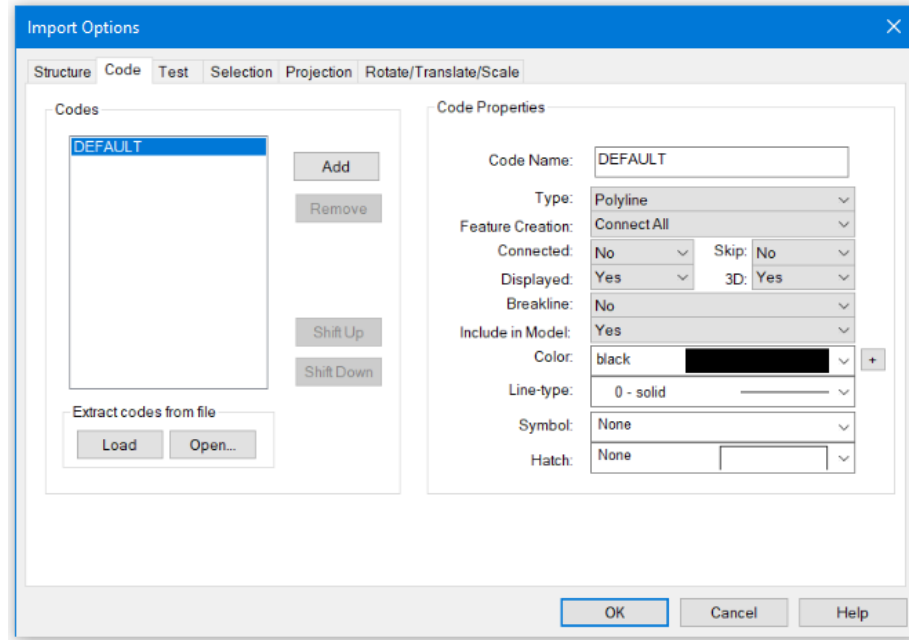 Import Options
Structure Code Test Selection Projection Rotate/Translate/Scale
Codes
DEFAULT
Add
Remove
Shift Up
Shift Down
Extract codes from file
Load Open...
Code Properties
Code Name: DEFAULT
Type: Polyline
Feature Creation: Connect All
Connected: No Skip: No
Displayed: Yes 3D: Yes
Breakline: No
Include in Model: Yes
Color: black +
Line-type: 0 - solid
Symbol: None
Hatch: None
OK Cancel Help